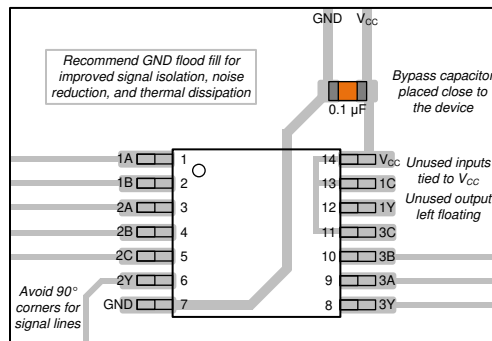 GND VCC
Recommend GND flood fill for
improved signal isolation, noise
reduction, and thermal dissipation
Bypass capacitor
placed close to
the device
0.1 µF
1A 1 14 VCC
Unused inputs
tied to VCC
1B 2 13 1C
2A 3 12 1Y
Unused output
left floating
2B 4 11 3C
2C 5 10 3B
2Y 6 9 3A
Avoid 90°
corners for
signal lines
GND 7 8 3Y